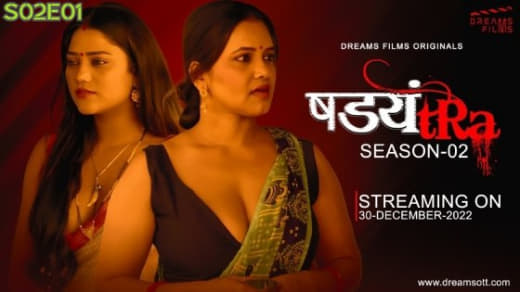 S02E01
DREAMS
FILMS
DREAMS FILMS ORIGINALS
षडयंtRa
SEASON-02
STREAMING ON
30-DECEMBER-2022
www.dreamsott.com